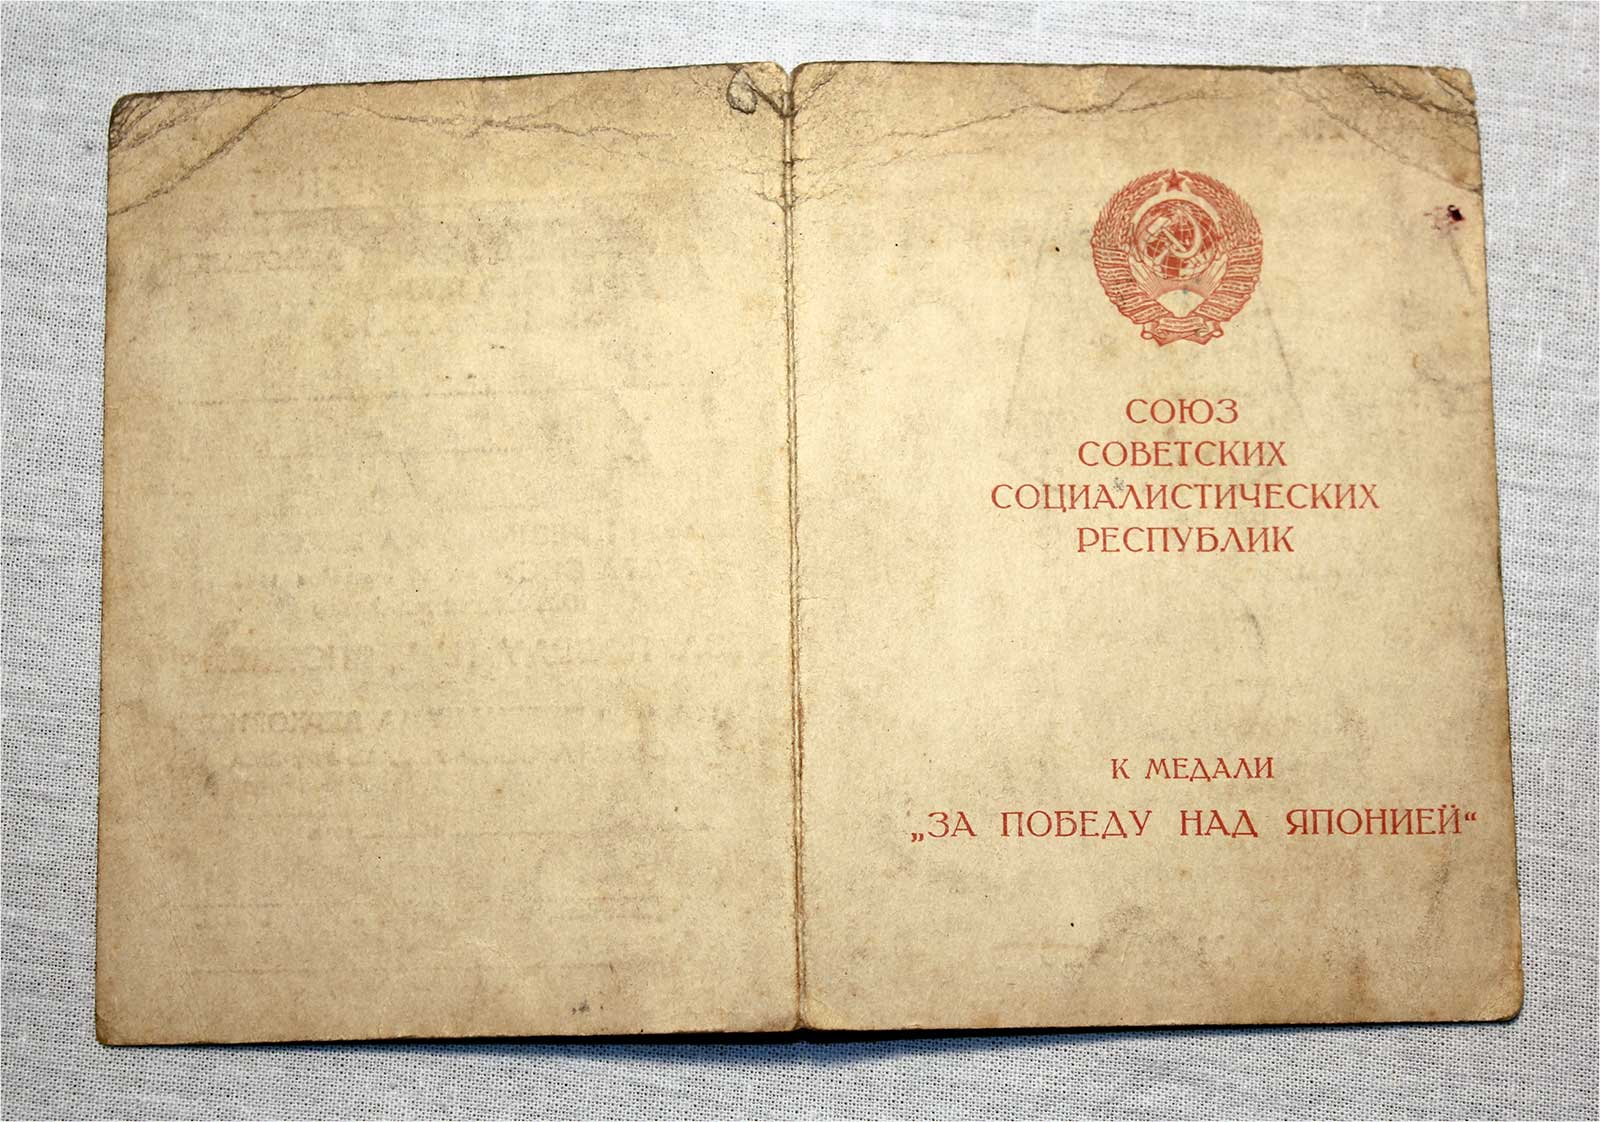 СОЮЗ
СОВЕТСКИХ
СОЦИАЛИСТИЧЕСКИХ
РЕСПУБЛИК
К МЕДАЛИ
„ЗА ПОБЕДУ НАД ЯПОНИЕЙ“